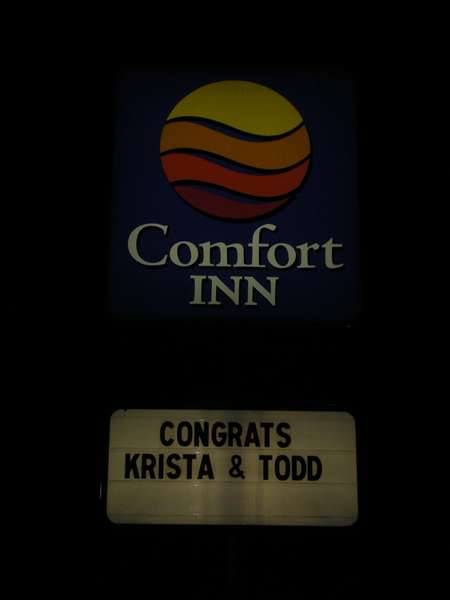 Comfort
INN
CONGRATS
KRISTA & TODD